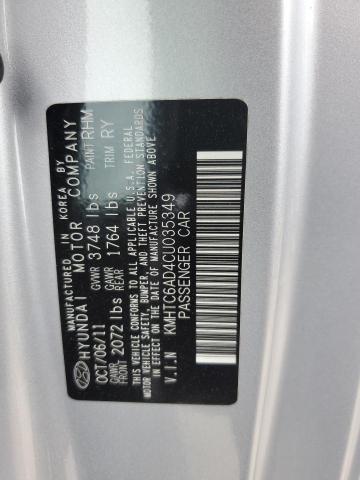 MANUFACTURED IN KOREA BY
HYUNDAI MOTOR COMPANY
OCT/06/11 GVWR 3748 lbs PAINT RHM
GAWR FRONT 2072 lbs GAWR REAR 1764 lbs TRIM RY
THIS VEHICLE CONFORMS TO ALL APPLICABLE U.S.A. FEDERAL
MOTOR VEHICLE SAFETY, BUMPER, AND THEFT PREVENTION STANDARDS
IN EFFECT ON THE DATE OF MANUFACTURE SHOWN ABOVE.
V.I.N KMHTC6AD4CU035349
PASSENGER CAR